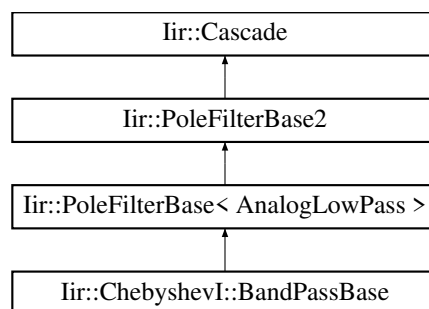 Iir::Cascade
Iir::PoleFilterBase2
Iir::PoleFilterBase< AnalogLowPass >
Iir::ChebyshevI::BandPassBase